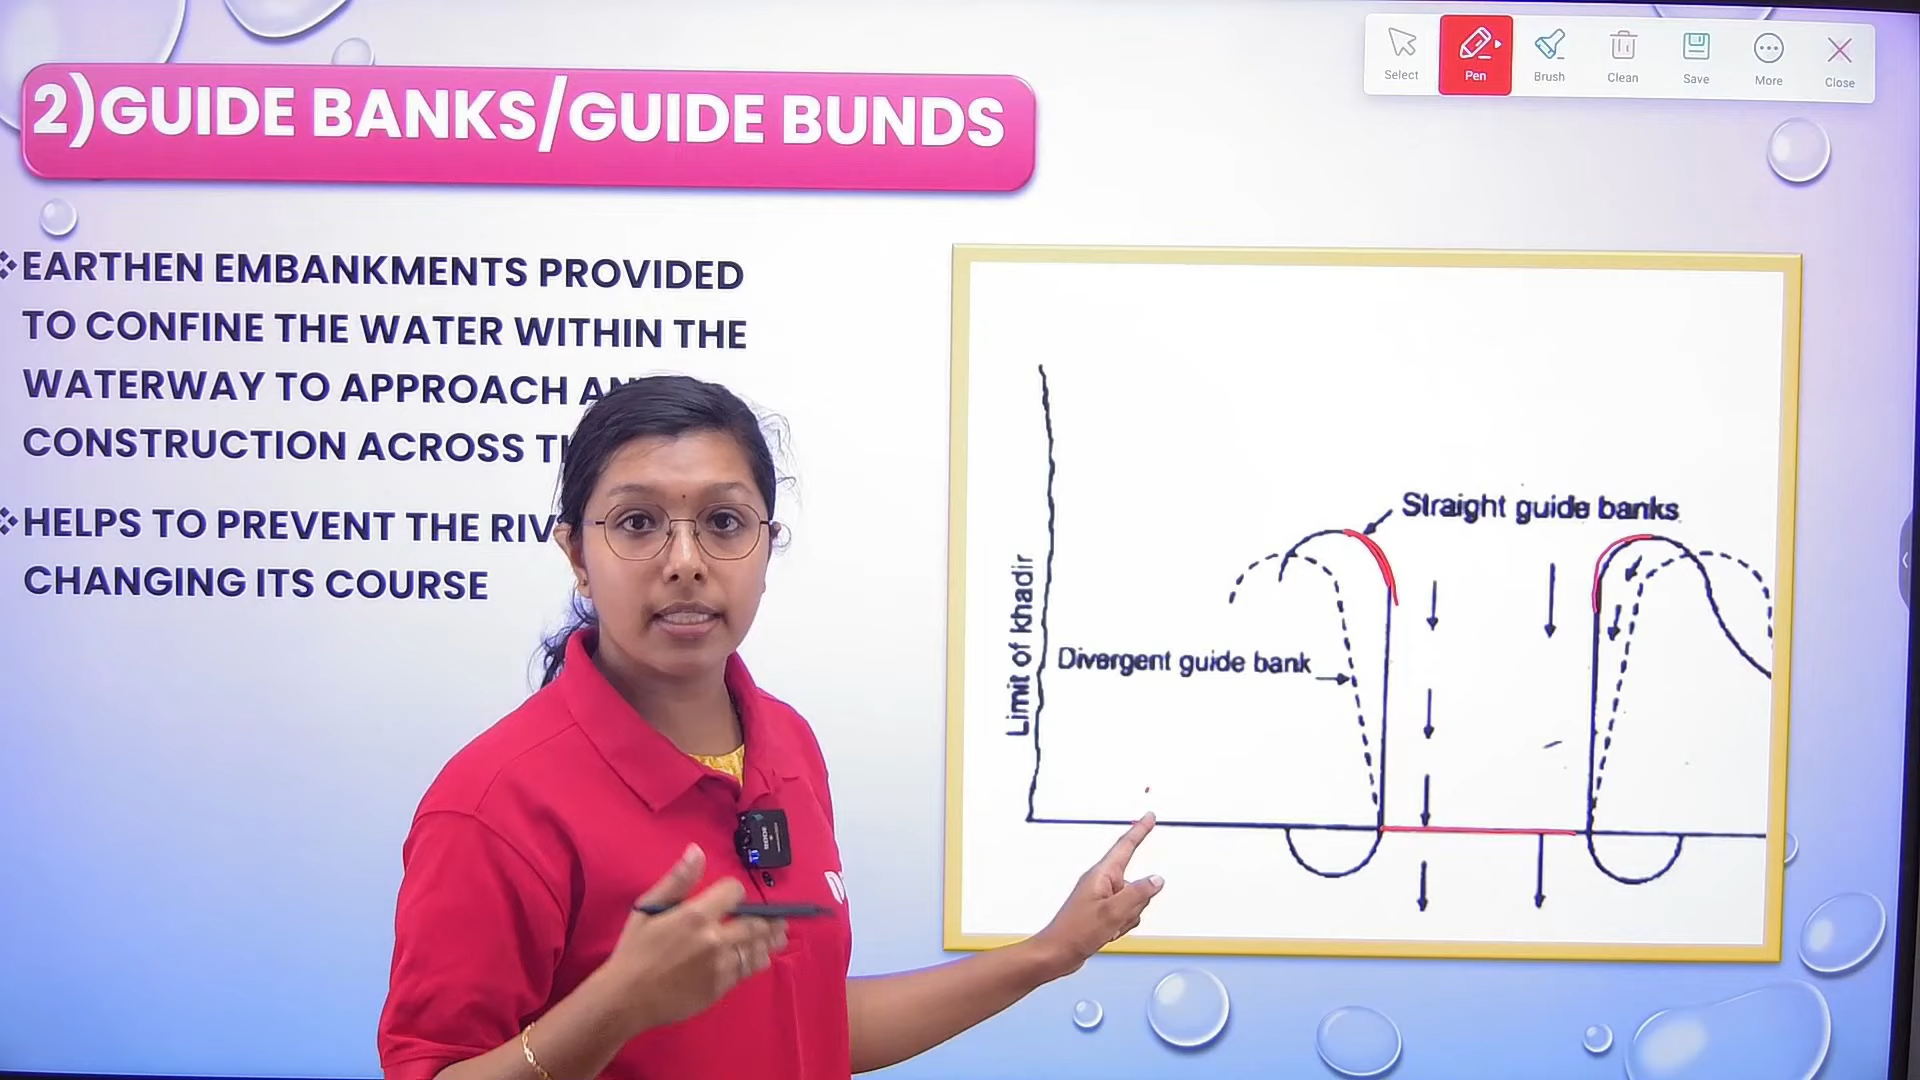 2)GUIDE BANKS/GUIDE BUNDS
Select
Pen
Brush
Clean
Save
More
Close
EARTHEN EMBANKMENTS PROVIDED
TO CONFINE THE WATER WITHIN THE
WATERWAY TO APPROACH
CONSTRUCTION ACROSS
HELPS TO PREVENT THE
CHANGING ITS COURSE
Straight guide banks
Divergent guide bank
Limit of khadir